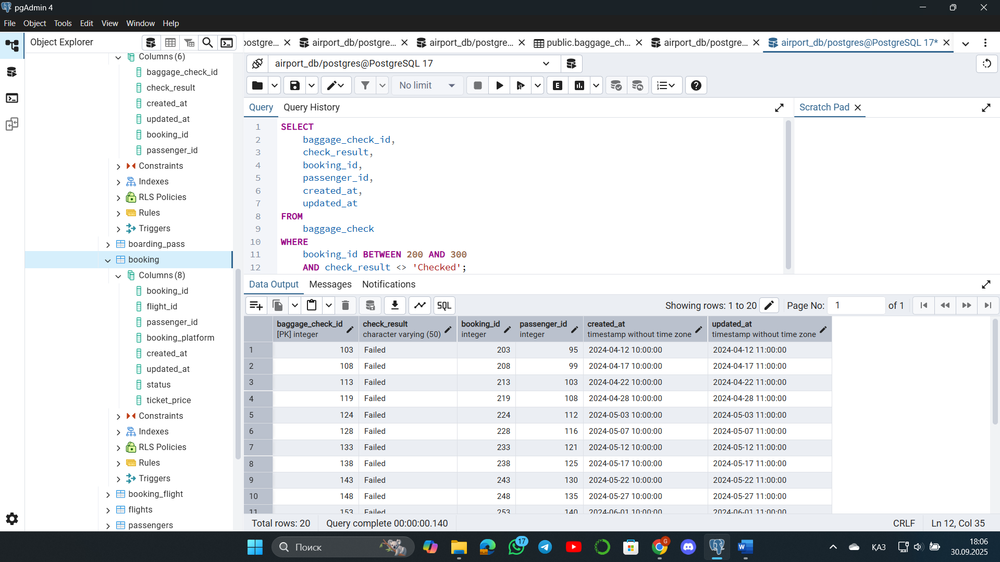 pgAdmin 4
File Object Tools Edit View Window Help
Object Explorer
postgre... airport_db/postgre... airport_db/postgre... public.baggage_ch... airport_db/postgre... airport_db/postgres@PostgreSQL 17*
airport_db/postgres@PostgreSQL 17
No limit
E
Query Query History
Scratch Pad
Columns (6)
baggage_check_id
check_result
created_at
updated_at
booking_id
passenger_id
Constraints
Indexes
RLS Policies
Rules
Triggers
boarding_pass
booking
Columns (8)
booking_id
flight_id
passenger_id
booking_platform
created_at
updated_at
status
ticket_price
Constraints
Indexes
RLS Policies
Rules
Triggers
booking_flight
flights
passengers
1 SELECT
2 baggage_check_id,
3 check_result,
4 booking_id,
5 passenger_id,
6 created_at,
7 updated_at
8 FROM
9 baggage_check
10 WHERE
11 booking_id BETWEEN 200 AND 300
12 AND check_result <> 'Checked';
Data Output Messages Notifications
SQL
Showing rows: 1 to 20 Page No: 1 of 1
baggage_check_id check_result booking_id passenger_id created_at updated_at
[PK] integer character varying (50) integer integer timestamp without time zone timestamp without time zone
1 103 Failed 203 95 2024-04-12 10:00:00 2024-04-12 11:00:00
2 108 Failed 208 99 2024-04-17 10:00:00 2024-04-17 11:00:00
3 113 Failed 213 103 2024-04-22 10:00:00 2024-04-22 11:00:00
4 119 Failed 219 108 2024-04-28 10:00:00 2024-04-28 11:00:00
5 124 Failed 224 112 2024-05-03 10:00:00 2024-05-03 11:00:00
6 128 Failed 228 116 2024-05-07 10:00:00 2024-05-07 11:00:00
7 133 Failed 233 121 2024-05-12 10:00:00 2024-05-12 11:00:00
8 138 Failed 238 125 2024-05-17 10:00:00 2024-05-17 11:00:00
9 143 Failed 243 130 2024-05-22 10:00:00 2024-05-22 11:00:00
10 148 Failed 248 135 2024-05-27 10:00:00 2024-05-27 11:00:00
11 153 Failed 253 140 2024-06-01 10:00:00 2024-06-01 11:00:00
Total rows: 20 Query complete 00:00:00.140
CRLF Ln 12, Col 35
Поиск
17
G
ҚАЗ
18:06
30.09.2025